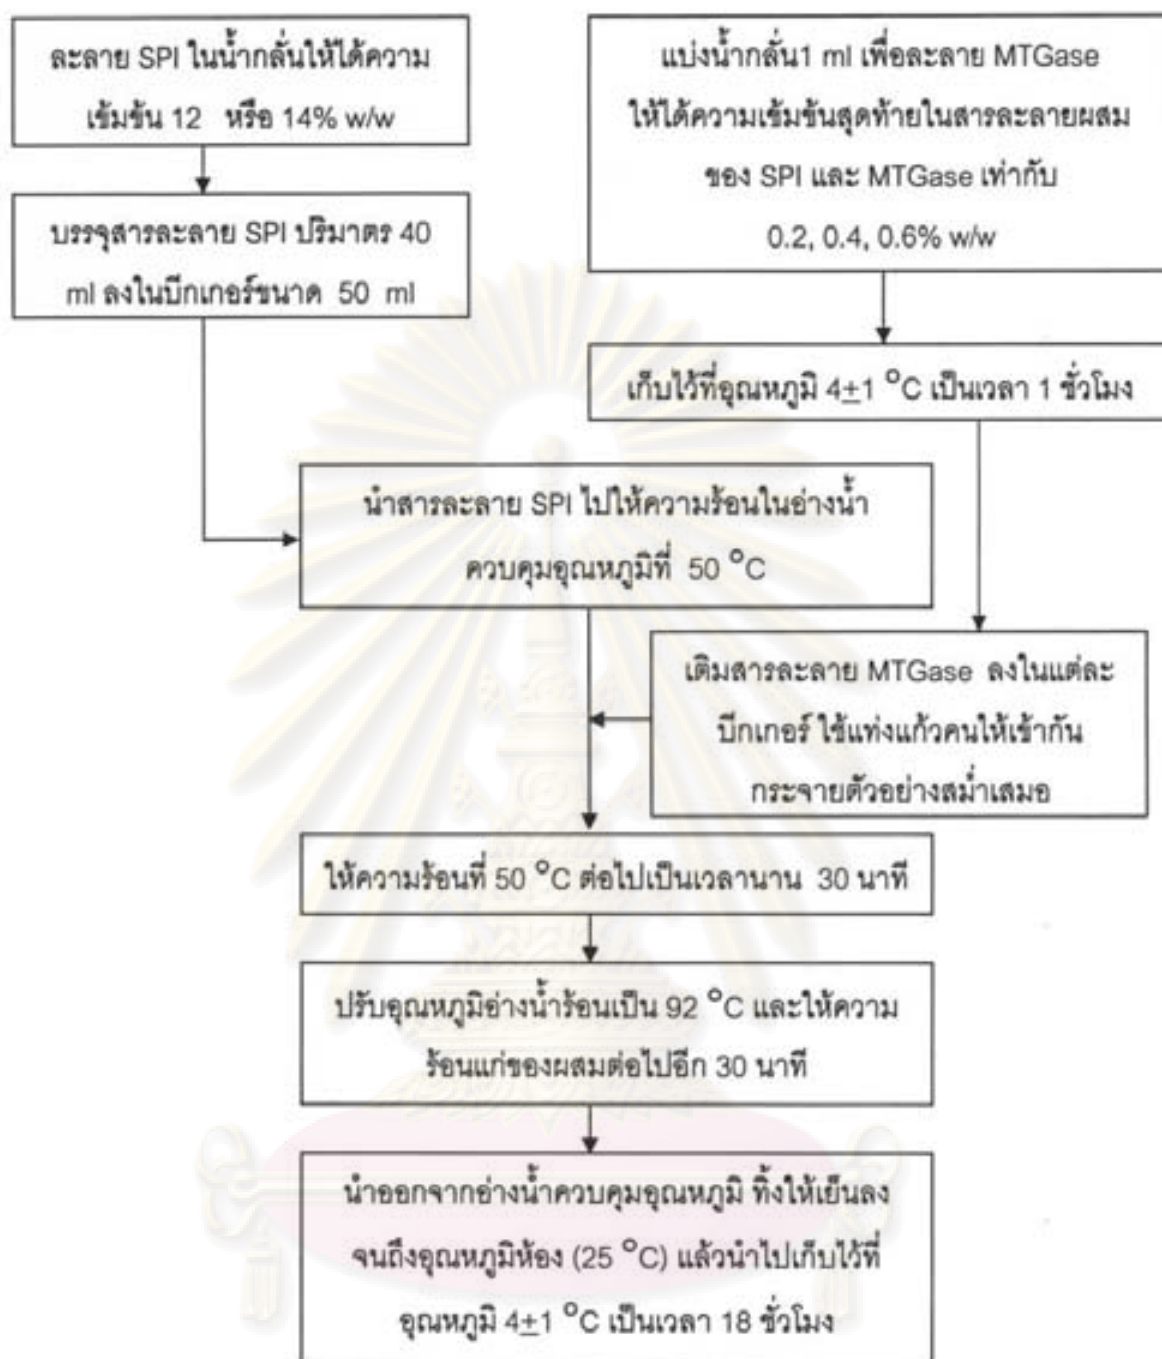 ละลาย SPI ในน้ำกลั่นให้ได้ความ
เข้มข้น 12 หรือ 14% w/w
บรรจุสารละลาย SPI ปริมาตร 40
ml ลงในบีกเกอร์ขนาด 50 ml
แบ่งน้ำกลั่น1 ml เพื่อละลาย MTGase
ให้ได้ความเข้มข้นสุดท้ายในสารละลายผสม
ของ SPI และ MTGase เท่ากับ
0.2, 0.4, 0.6% w/w
เก็บไว้ที่อุณหภูมิ 4±1 °C เป็นเวลา 1 ชั่วโมง
นำสารละลาย SPI ไปให้ความร้อนในอ่างน้ำ
ควบคุมอุณหภูมิที่ 50 °C
เติมสารละลาย MTGase ลงในแต่ละ
บีกเกอร์ ใช้แท่งแก้วคนให้เข้ากัน
กระจายตัวอย่างสม่ำเสมอ
ให้ความร้อนที่ 50 °C ต่อไปเป็นเวลานาน 30 นาที
ปรับอุณหภูมิอ่างน้ำร้อนเป็น 92 °C และให้ความ
ร้อนแก่ของผสมต่อไปอีก 30 นาที
นำออกจากอ่างน้ำควบคุมอุณหภูมิ ทิ้งให้เย็นลง
จนถึงอุณหภูมิห้อง (25 °C) แล้วนำไปเก็บไว้ที่
อุณหภูมิ 4±1 °C เป็นเวลา 18 ชั่วโมง